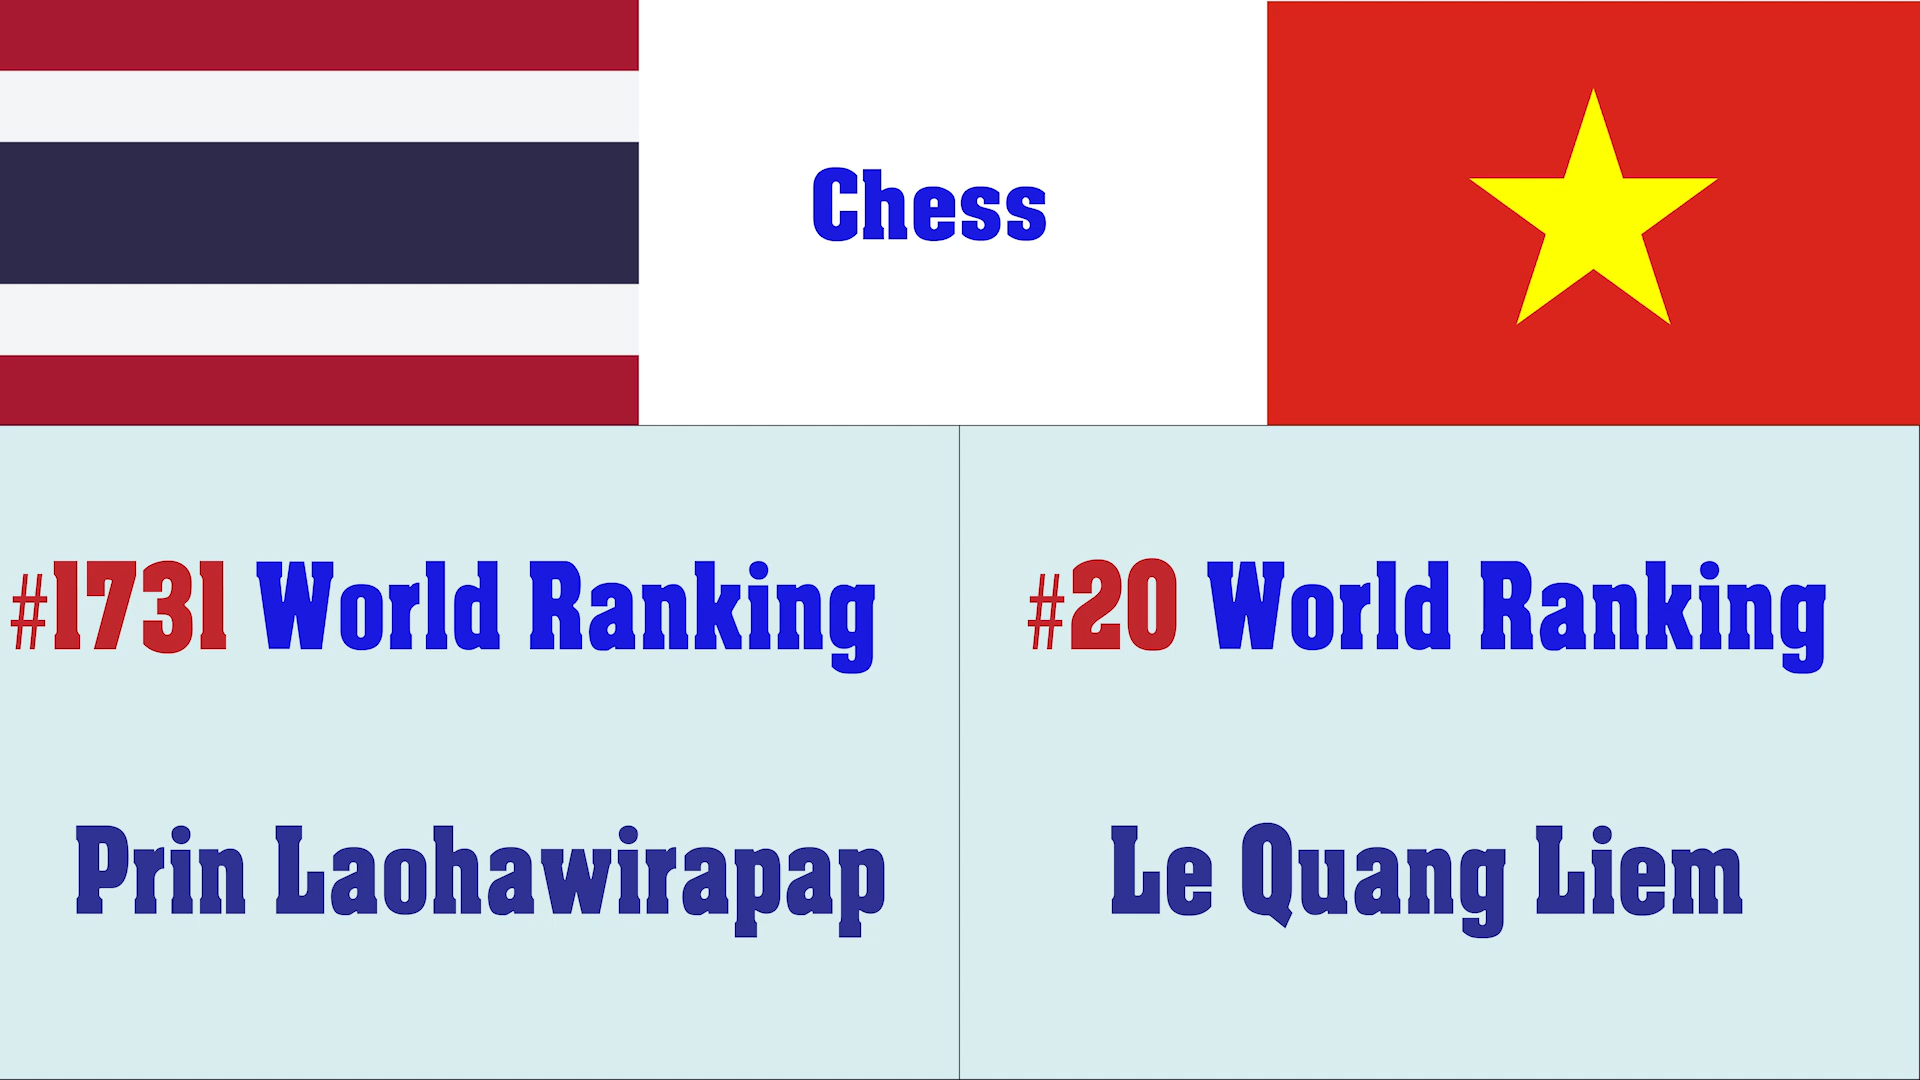 Chess
#1731 World Ranking
Prin Laohawirapap
#20 World Ranking
Le Quang Liem